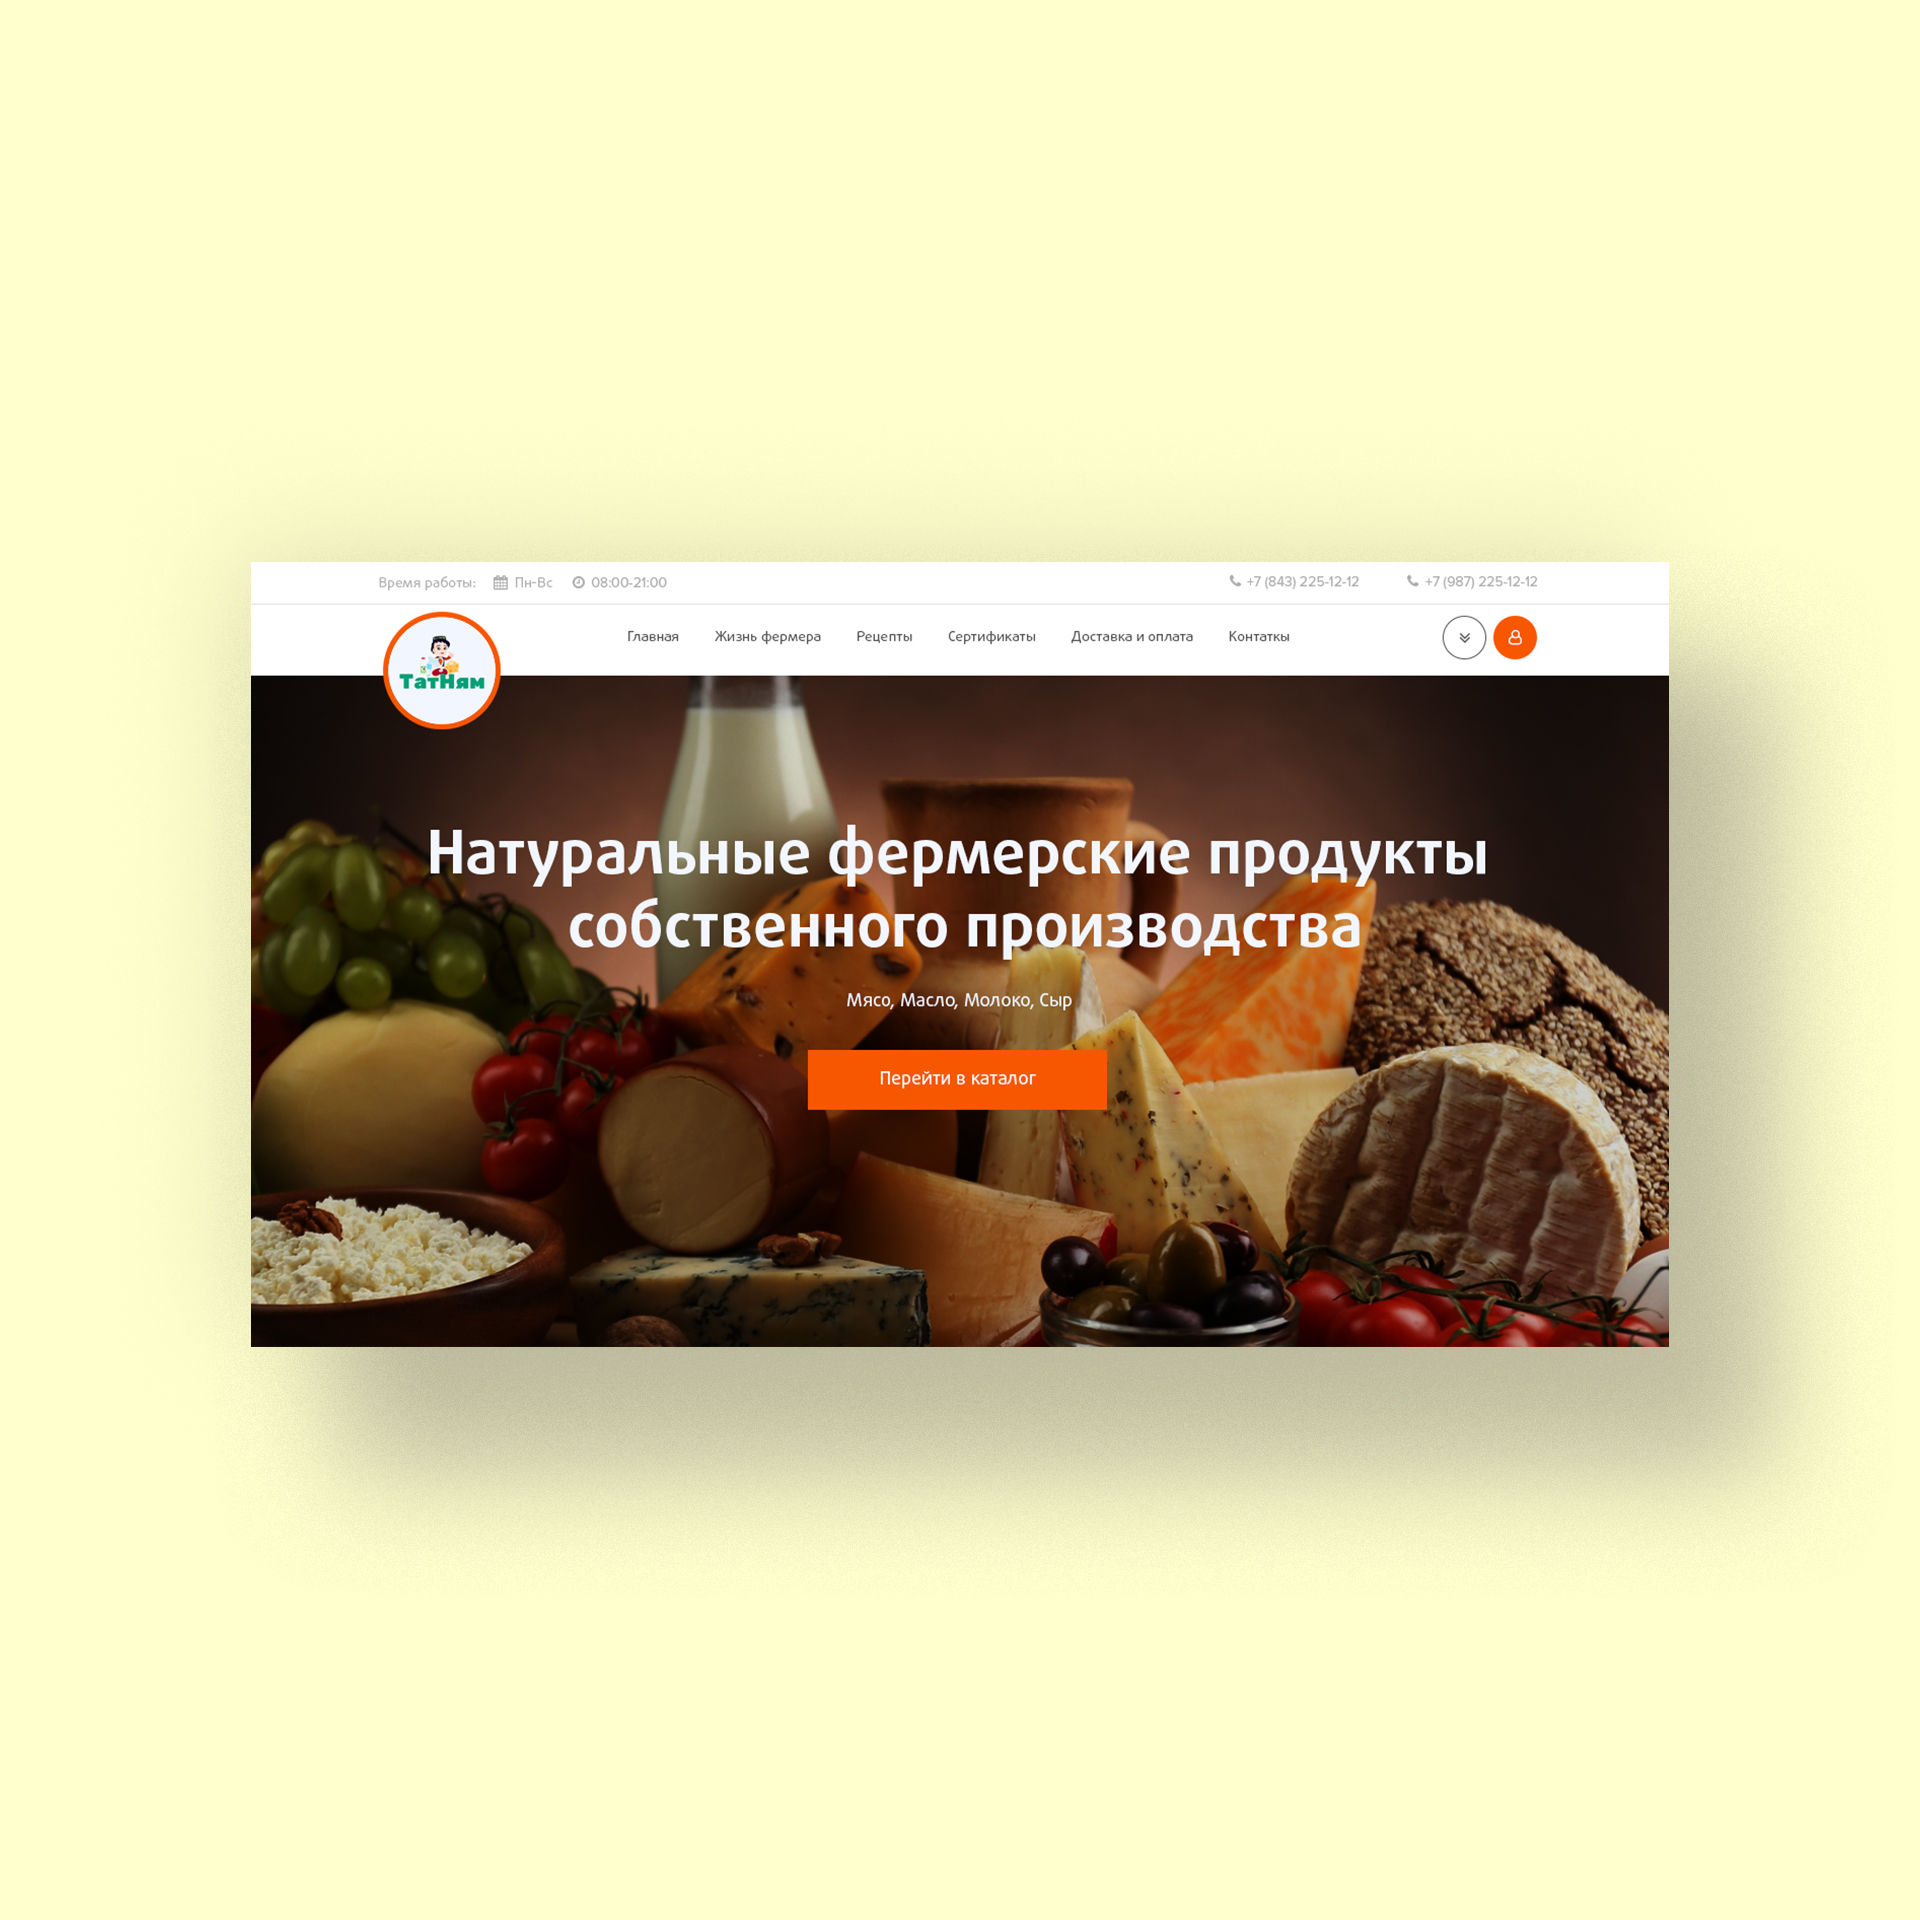 Время работы: Пн-Вс 08:00-21:00 +7 (843) 225-12-12 +7 (987) 225-12-12
ТатНям
Главная Жизнь фермера Рецепты Сертификаты Доставка и оплата Контаткы
Натуральные фермерские продукты
собственного производства
Мясо, Масло, Молоко, Сыр
Перейти в каталог